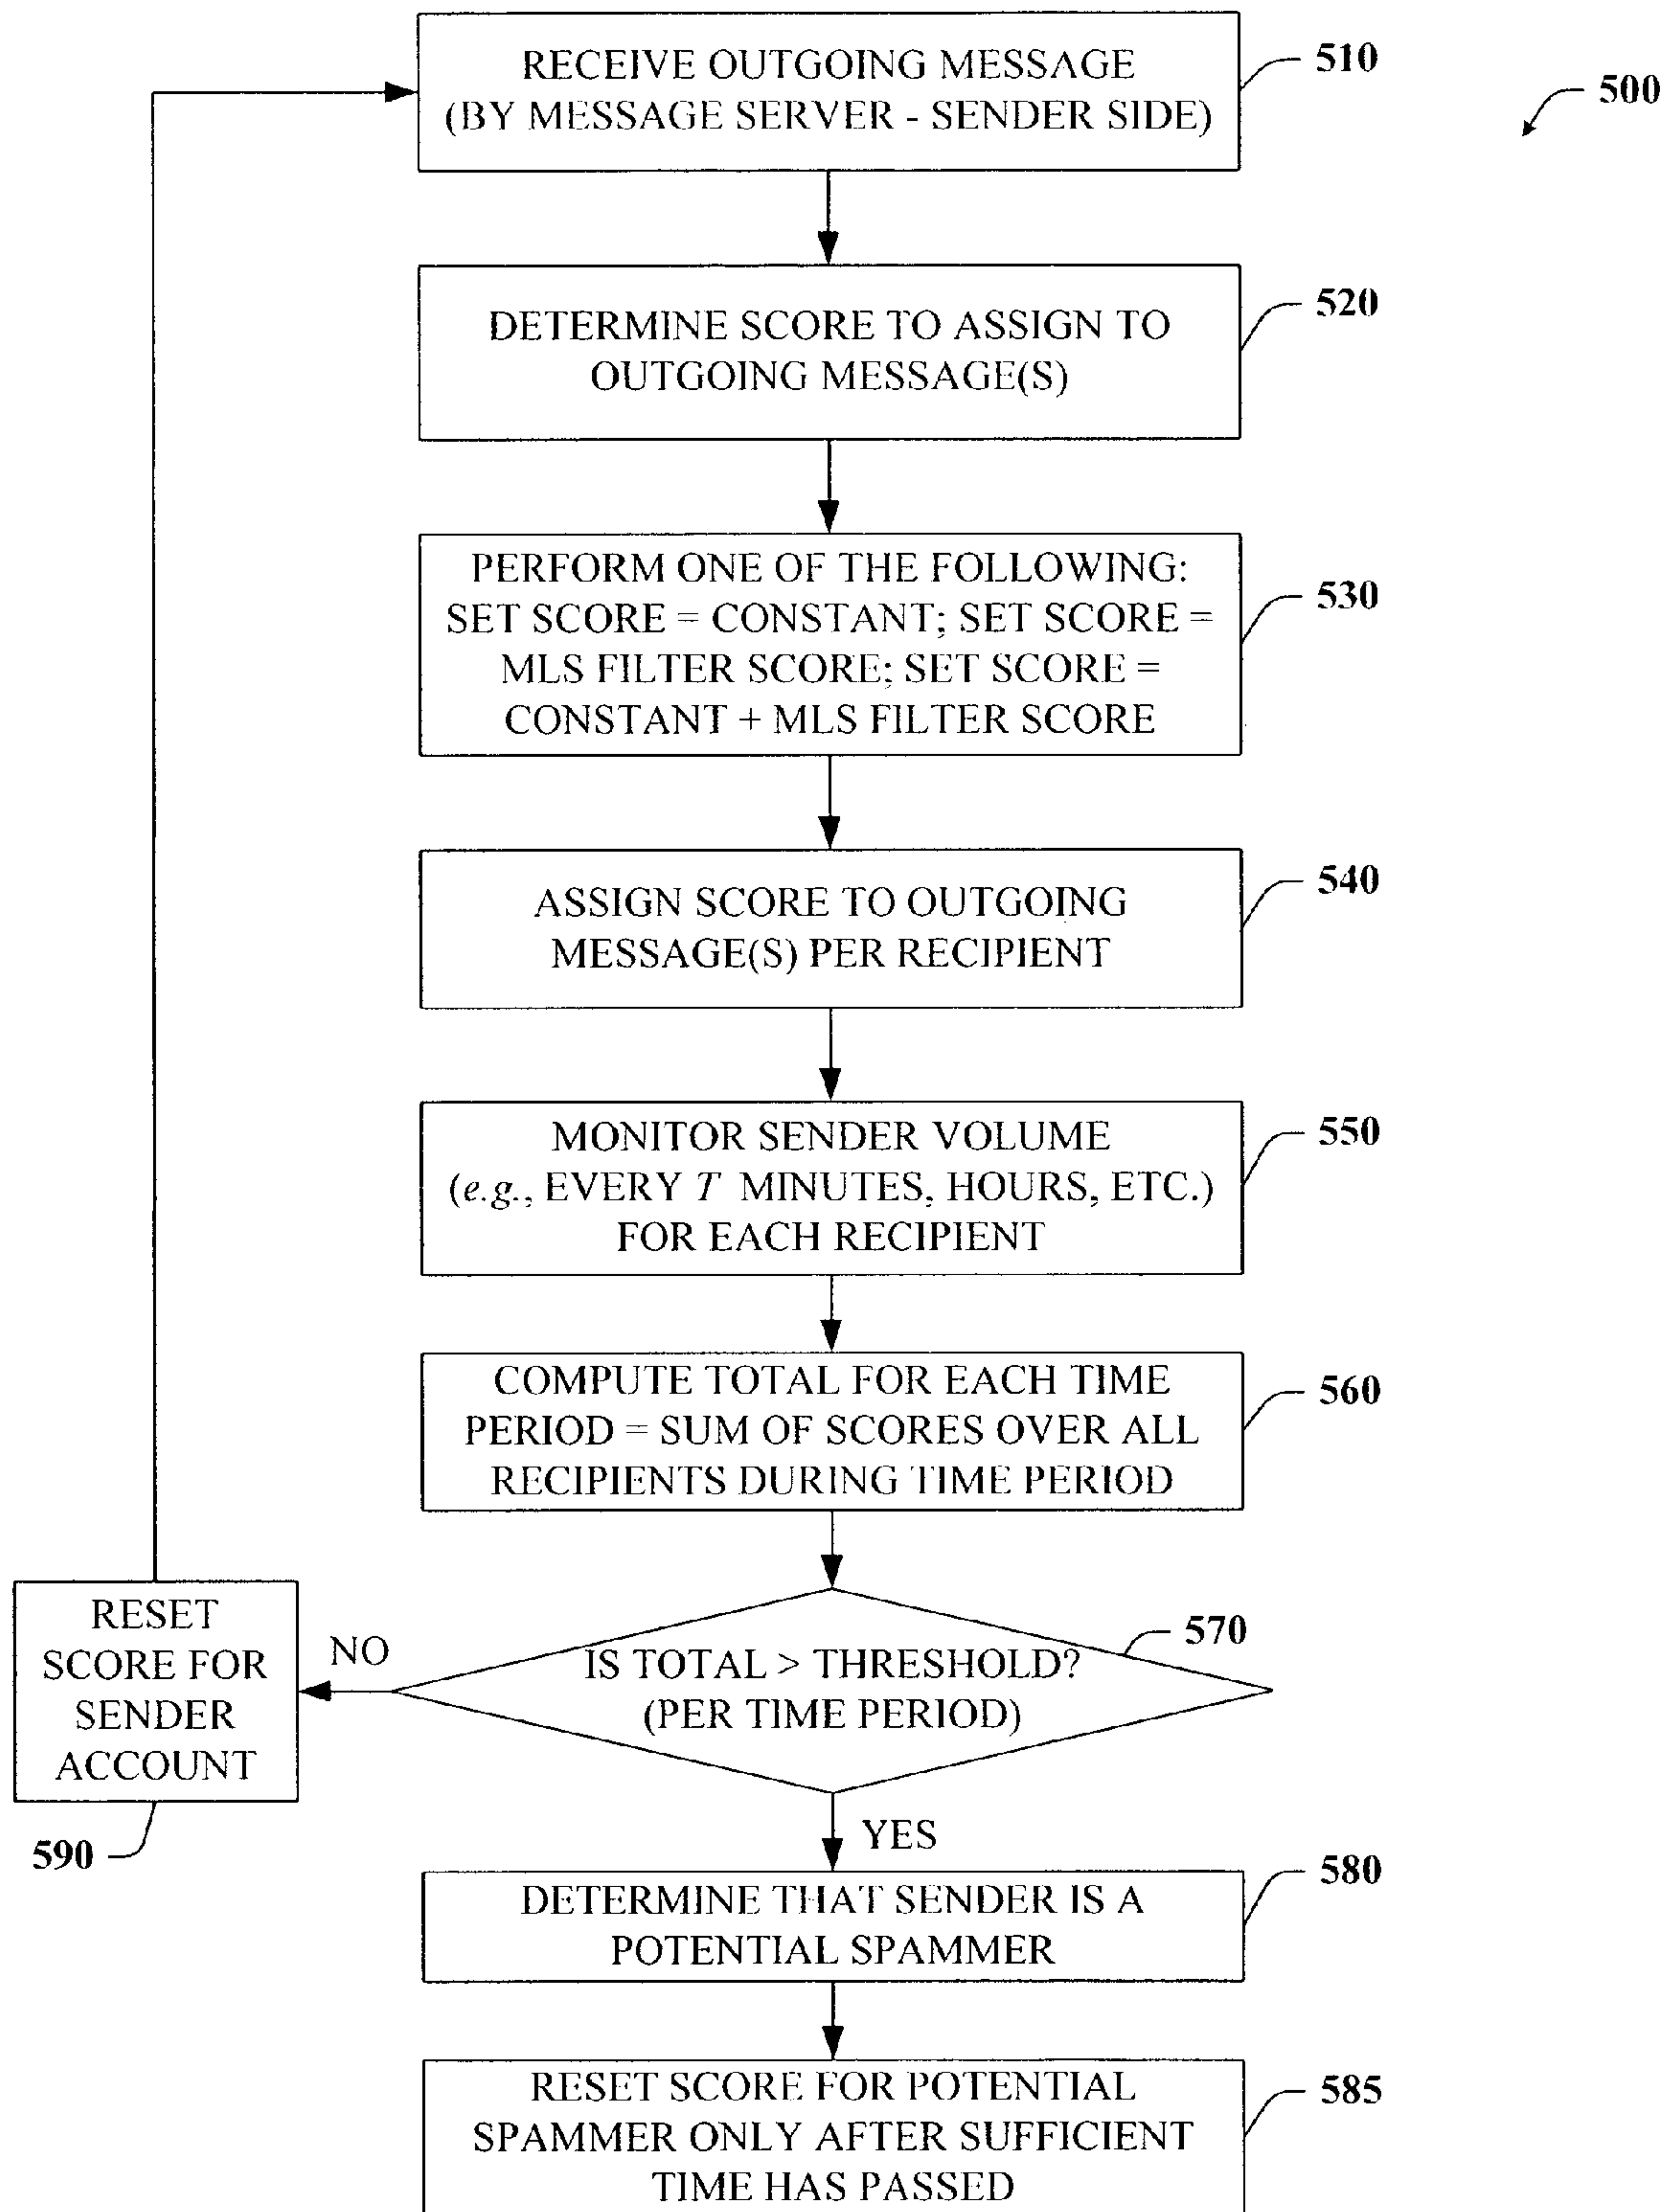 RECEIVE OUTGOING MESSAGE
(BY MESSAGE SERVER - SENDER SIDE)
510
500
DETERMINE SCORE TO ASSIGN TO
OUTGOING MESSAGE(S)
520
PERFORM ONE OF THE FOLLOWING:
SET SCORE = CONSTANT; SET SCORE =
MLS FILTER SCORE; SET SCORE =
CONSTANT + MLS FILTER SCORE
530
ASSIGN SCORE TO OUTGOING
MESSAGE(S) PER RECIPIENT
540
MONITOR SENDER VOLUME
(e.g., EVERY T MINUTES, HOURS, ETC.)
FOR EACH RECIPIENT
550
COMPUTE TOTAL FOR EACH TIME
PERIOD = SUM OF SCORES OVER ALL
RECIPIENTS DURING TIME PERIOD
560
IS TOTAL > THRESHOLD?
(PER TIME PERIOD)
570
NO
RESET
SCORE FOR
SENDER
ACCOUNT
590
YES
DETERMINE THAT SENDER IS A
POTENTIAL SPAMMER
580
RESET SCORE FOR POTENTIAL
SPAMMER ONLY AFTER SUFFICIENT
TIME HAS PASSED
585